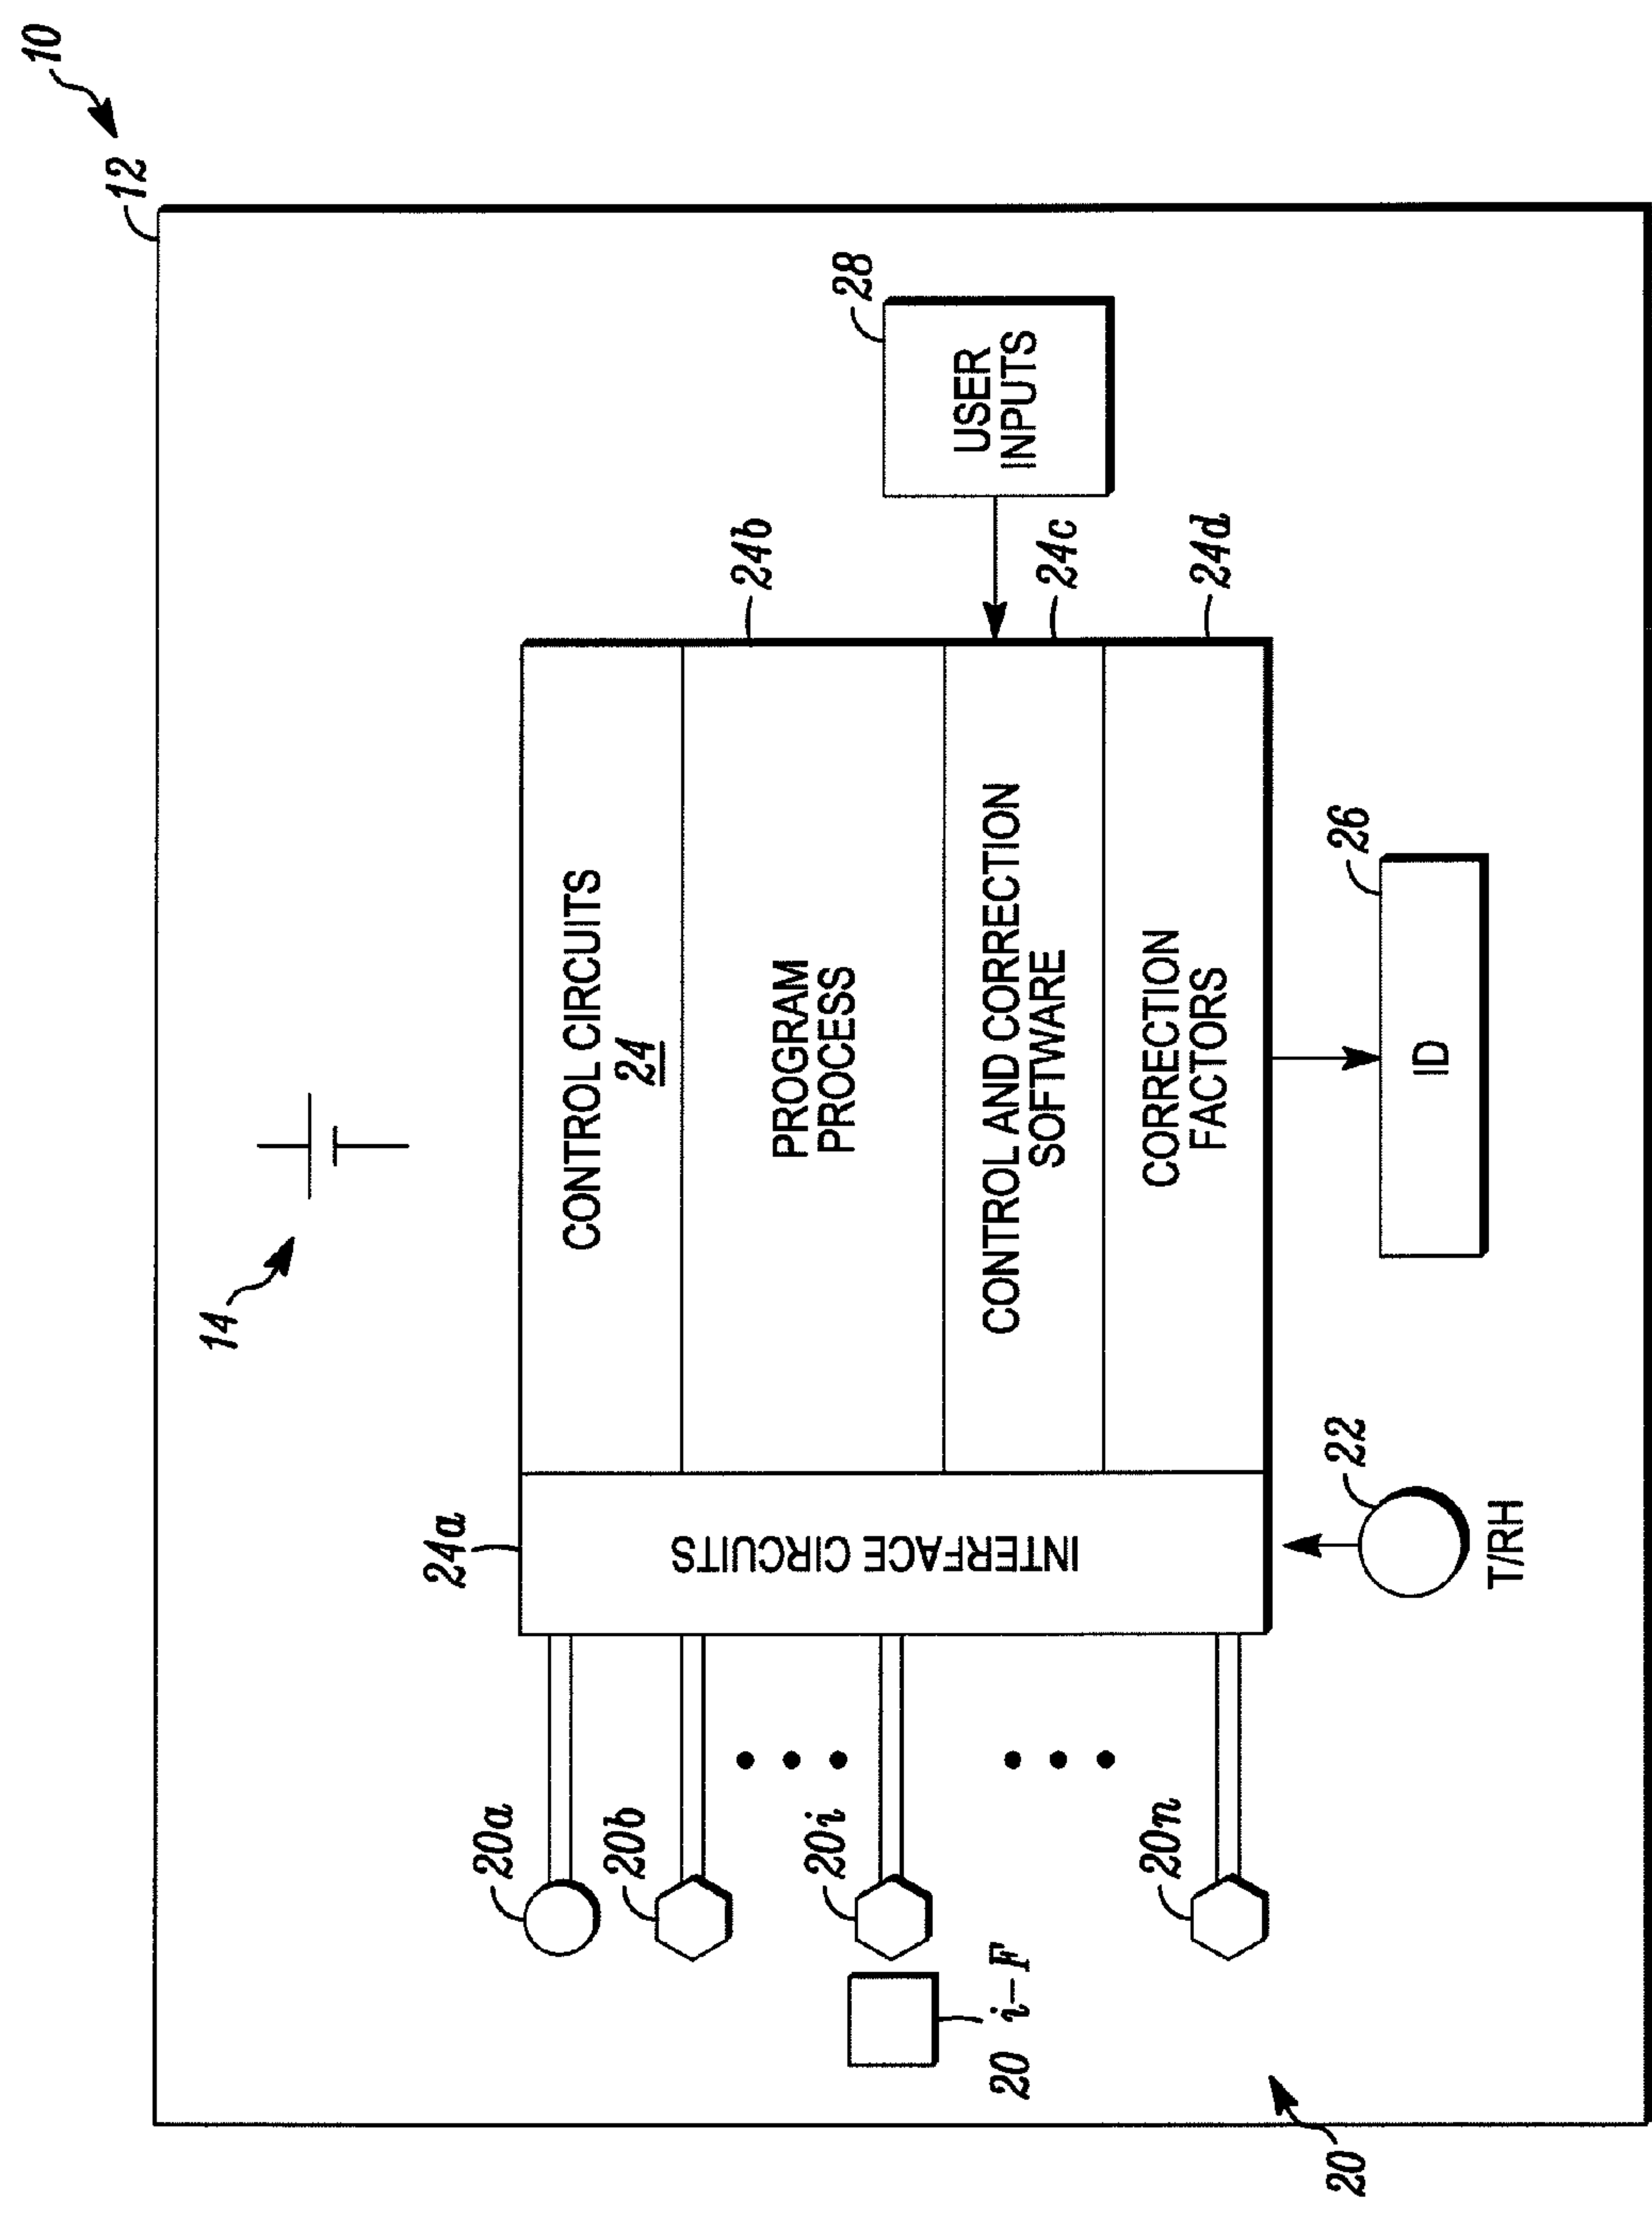 10
12
14
28
USER
INPUTS
24b
24c
24d
CONTROL CIRCUITS
24
PROGRAM
PROCESS
CONTROL AND CORRECTION
SOFTWARE
CORRECTION
FACTORS
24a
INTERFACE CIRCUITS
26
ID
22
T/RH
20a
20b
20i
20n
20 i-F
20